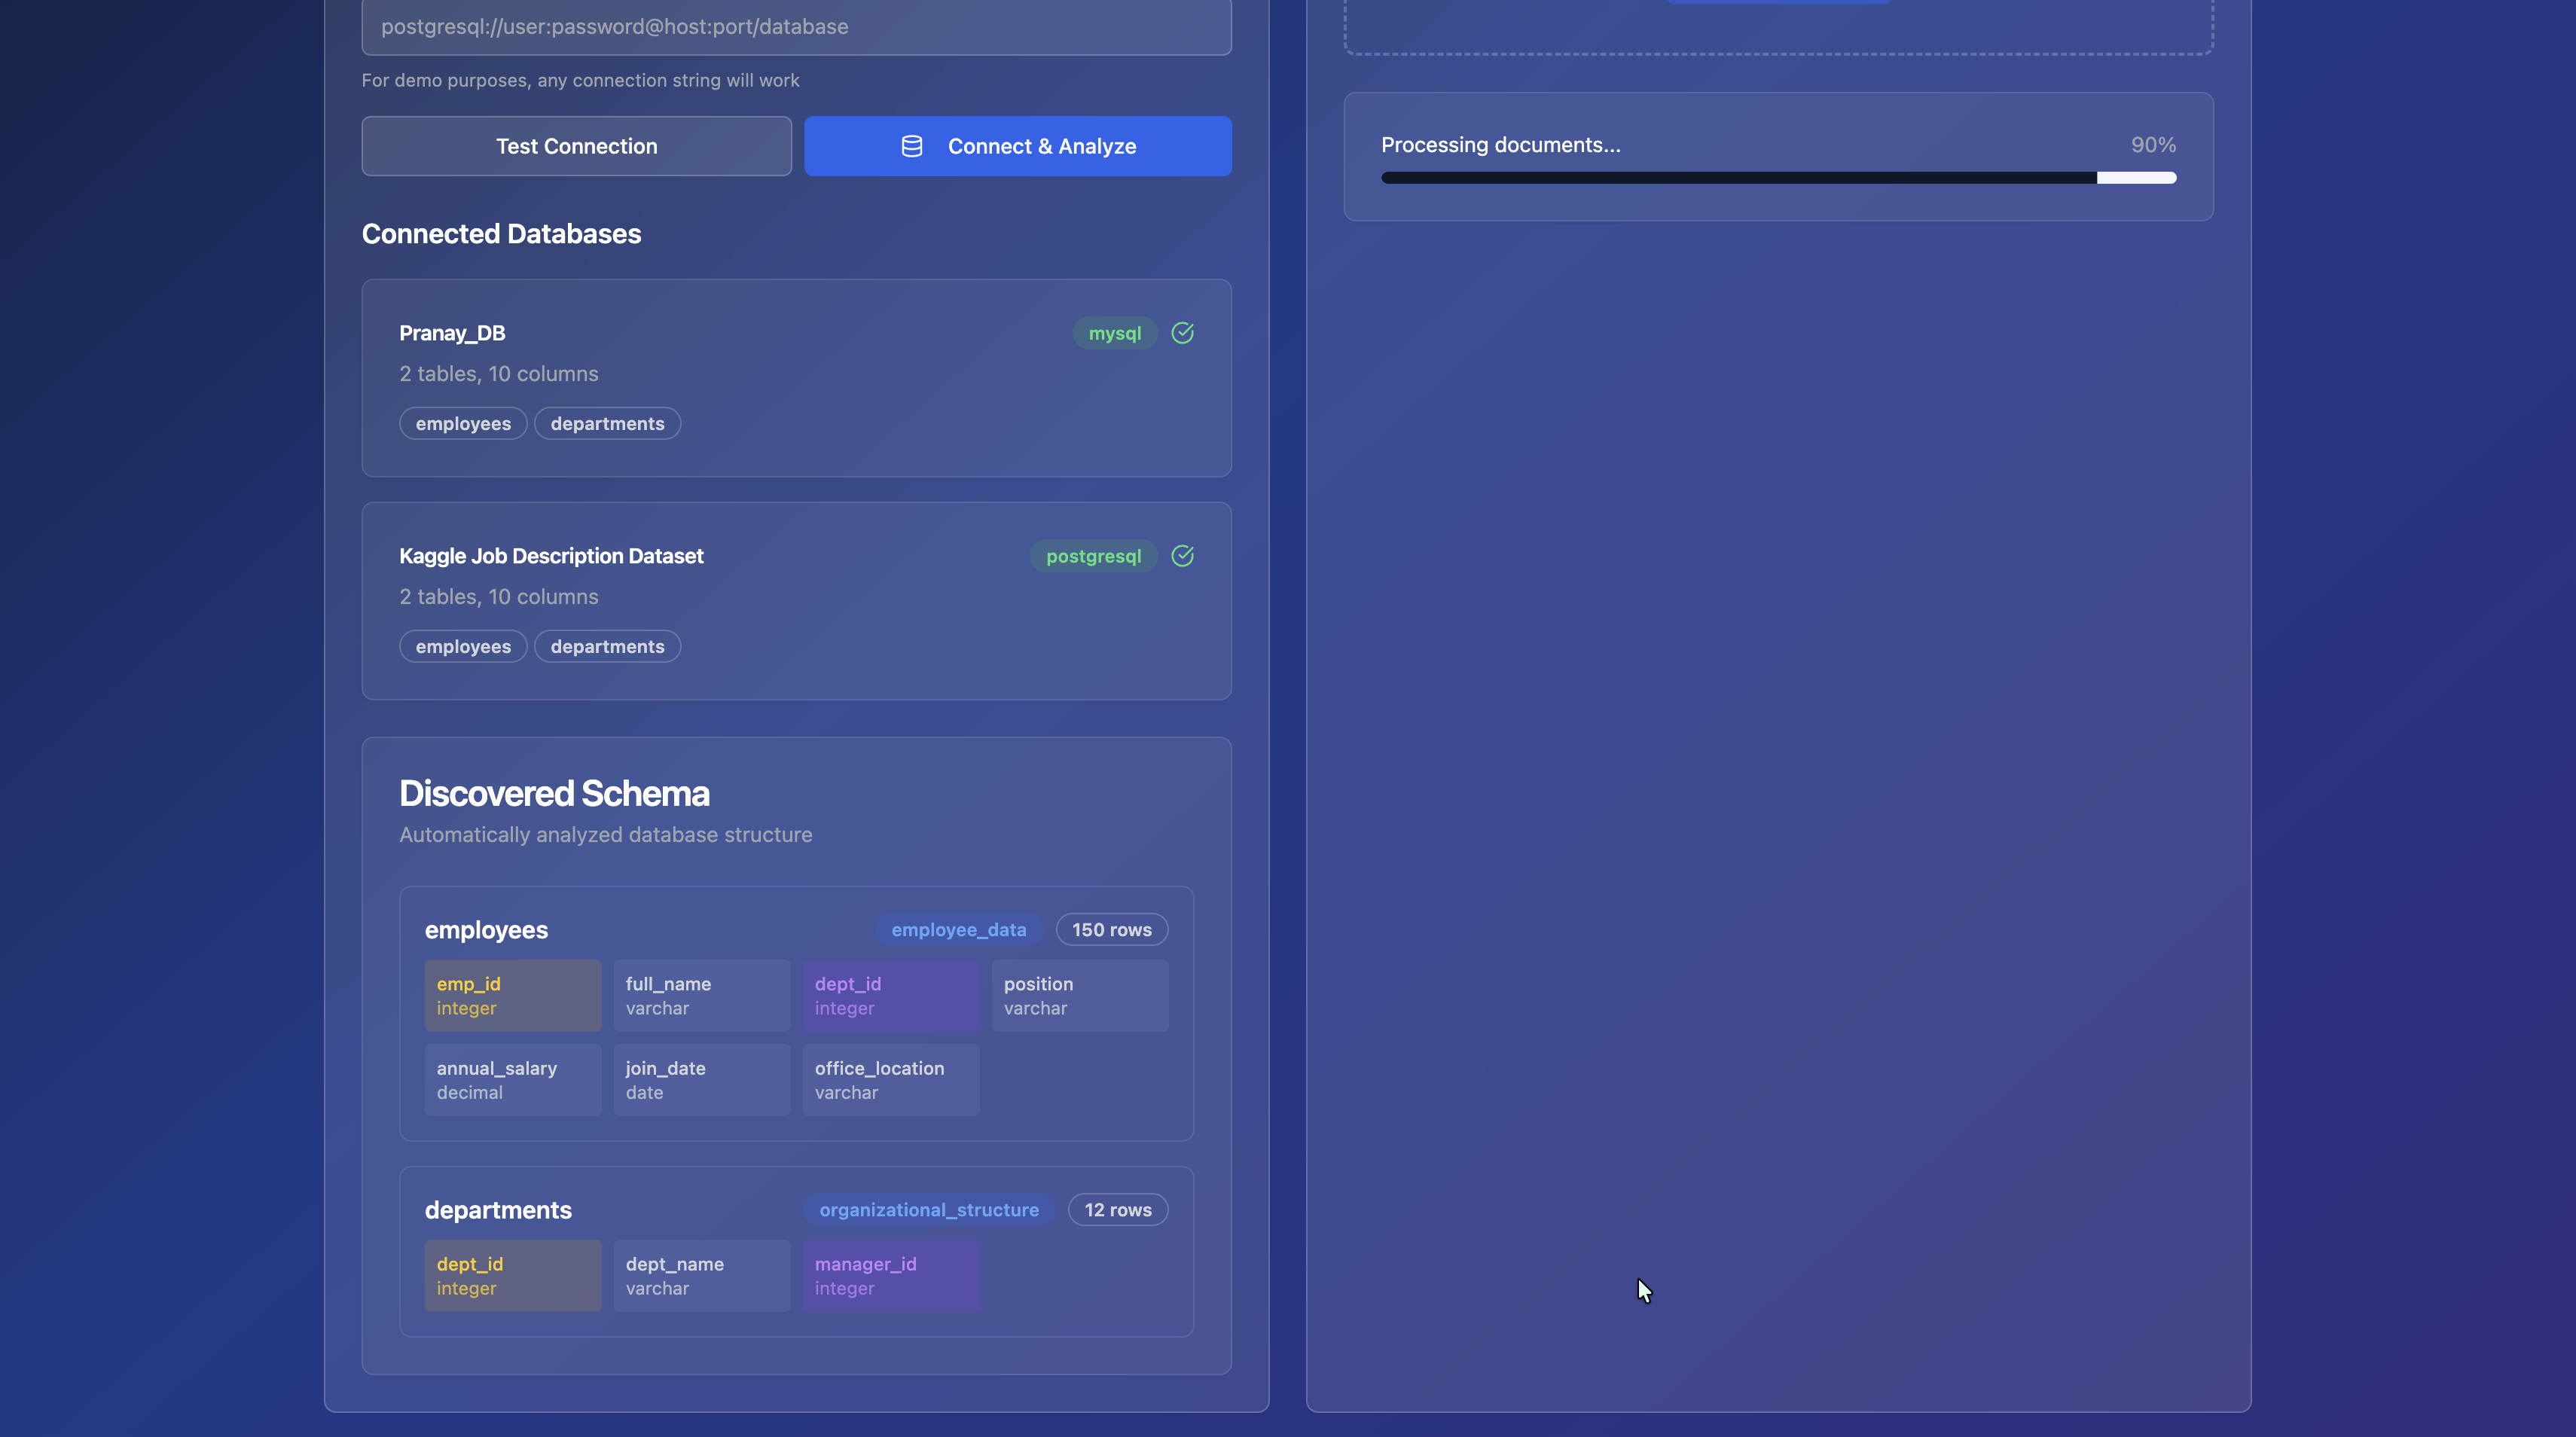 postgresql://user:password@host:port/database
For demo purposes, any connection string will work
Test Connection
Connect & Analyze
Connected Databases
Pranay_DB
mysql
2 tables, 10 columns
employees
departments
Kaggle Job Description Dataset
postgresql
2 tables, 10 columns
employees
departments
Discovered Schema
Automatically analyzed database structure
employees
employee_data
150 rows
emp_id
integer
full_name
varchar
dept_id
integer
position
varchar
annual_salary
decimal
join_date
date
office_location
varchar
departments
organizational_structure
12 rows
dept_id
integer
dept_name
varchar
manager_id
integer
Processing documents...
90%